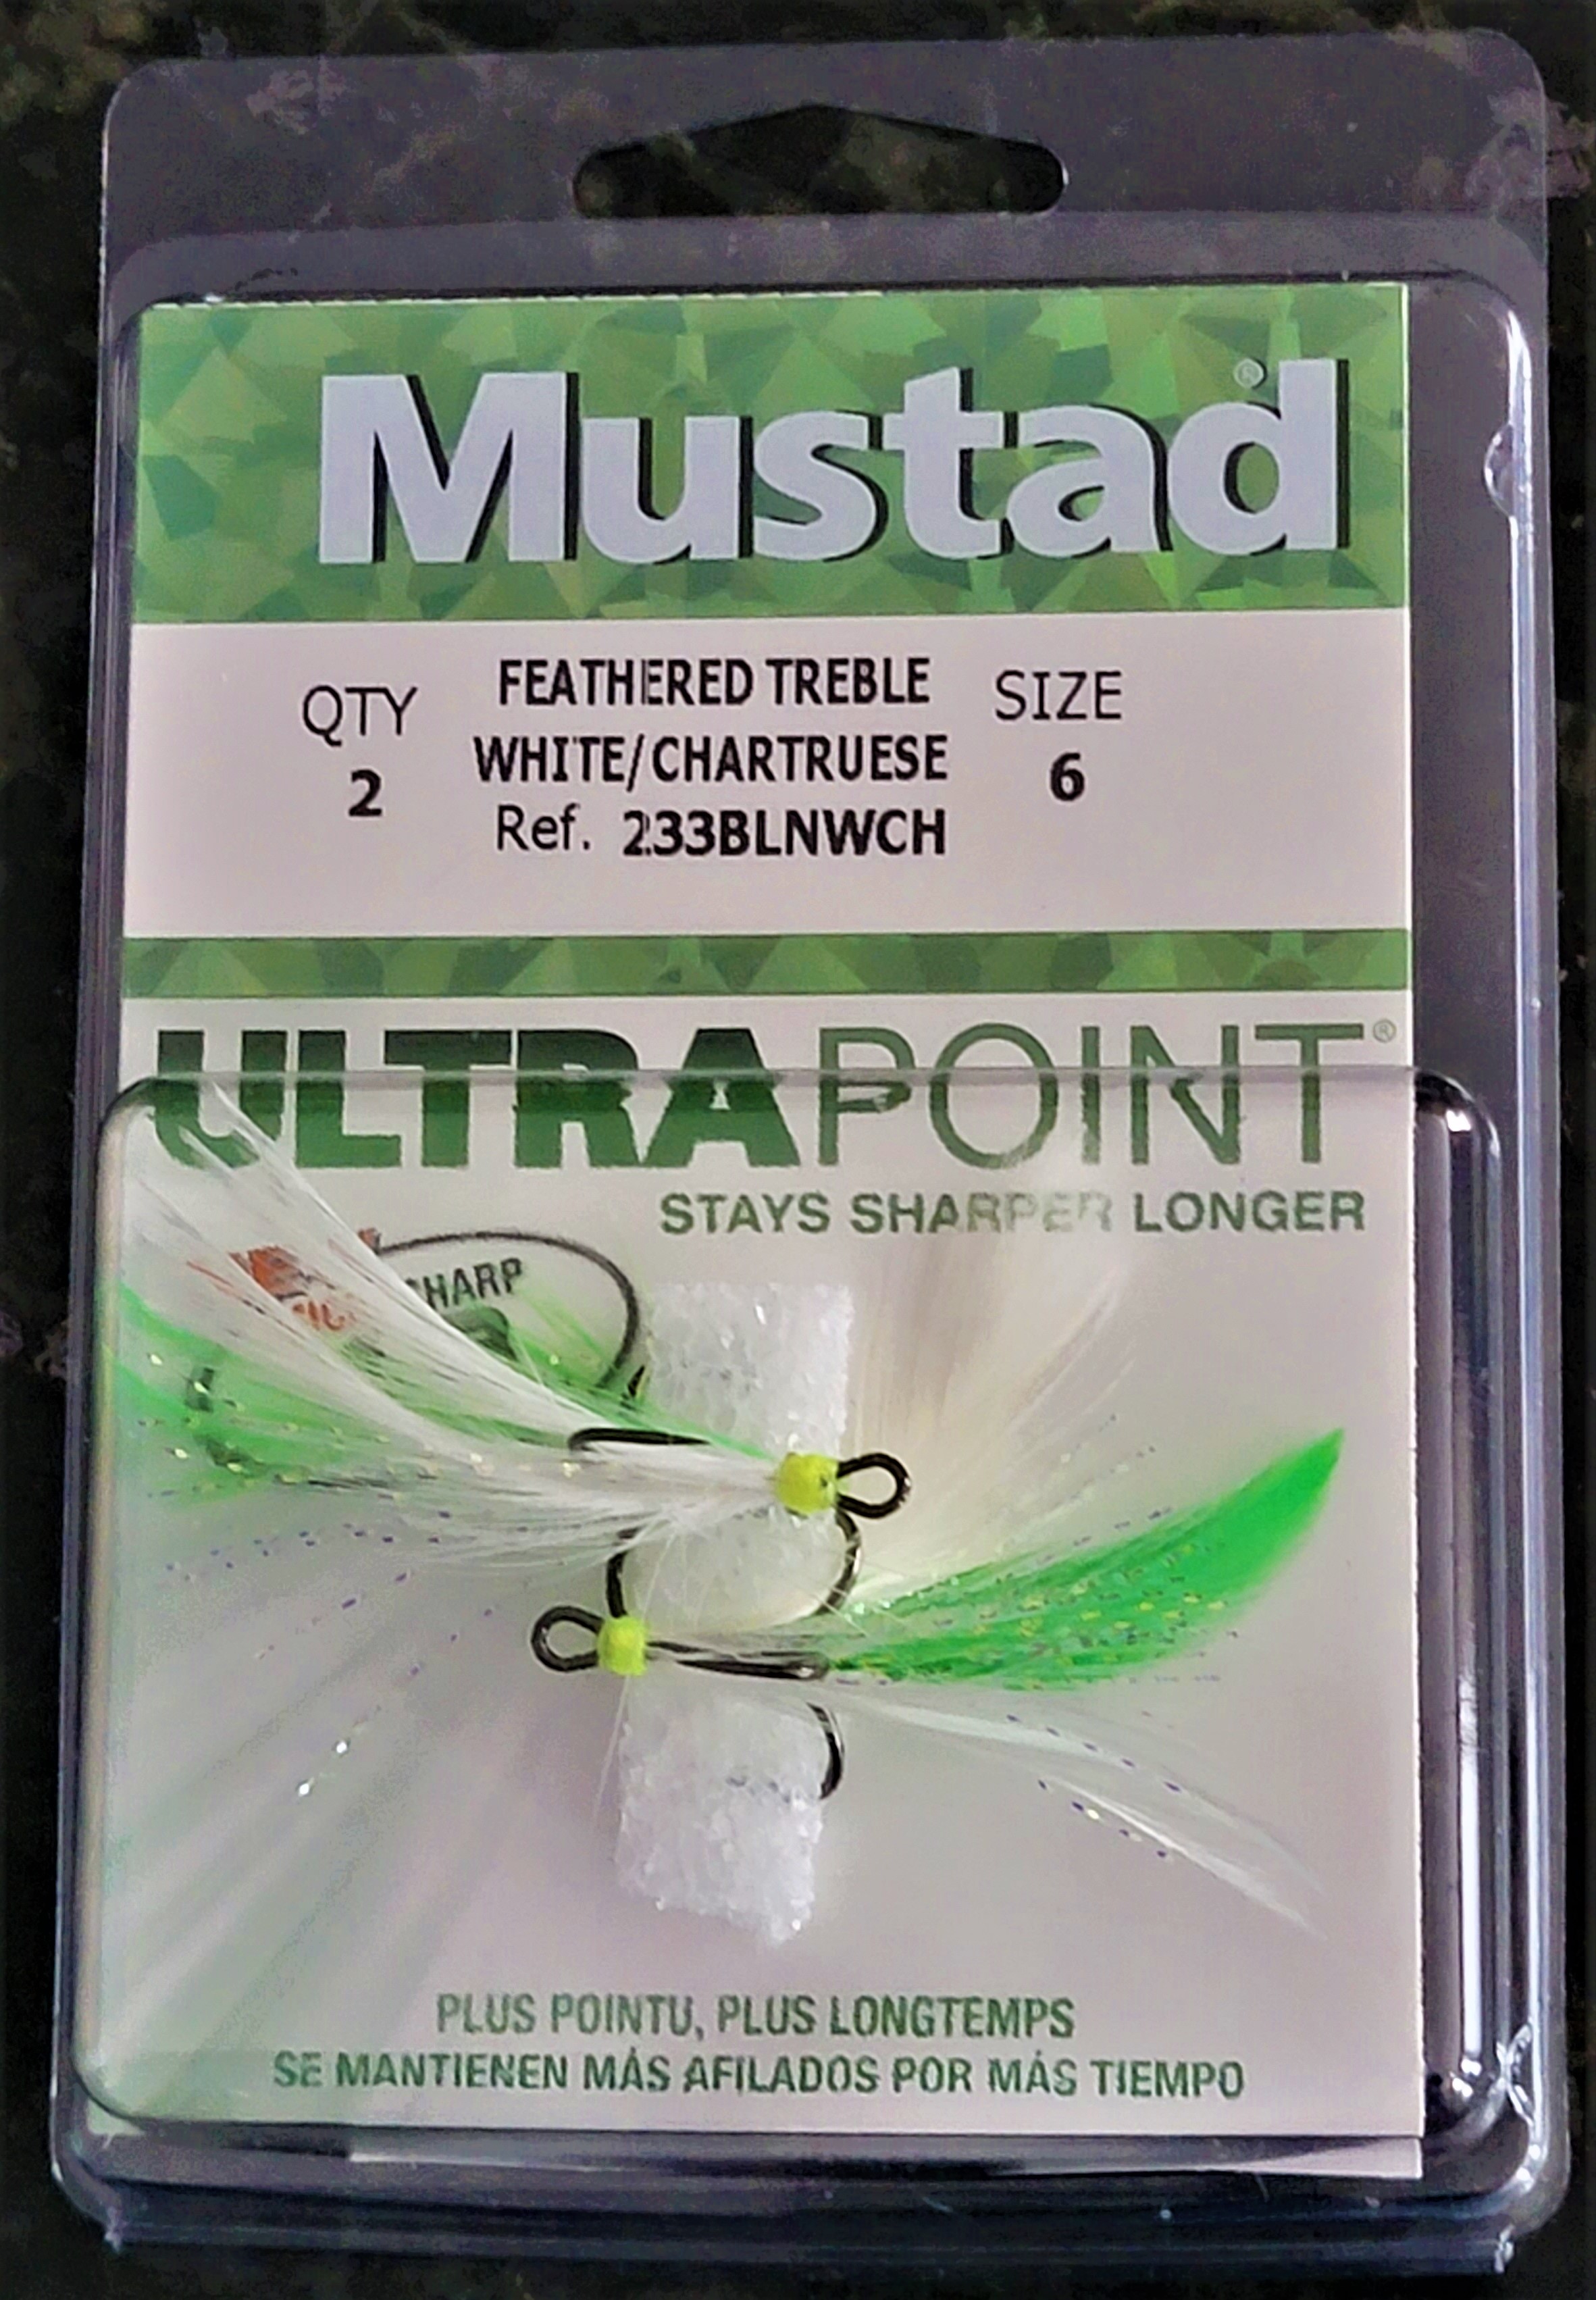 Mustad®
QTY
2
FEATHERED TREBLE
WHITE/CHARTRUESE
Ref. 233BLNWCH
SIZE
6
ULTRAPOINT®
STAYS SHARPER LONGER
PLUS POINTU, PLUS LONGTEMPS
SE MANTIENEN MÁS AFILADOS POR MÁS TIEMPO